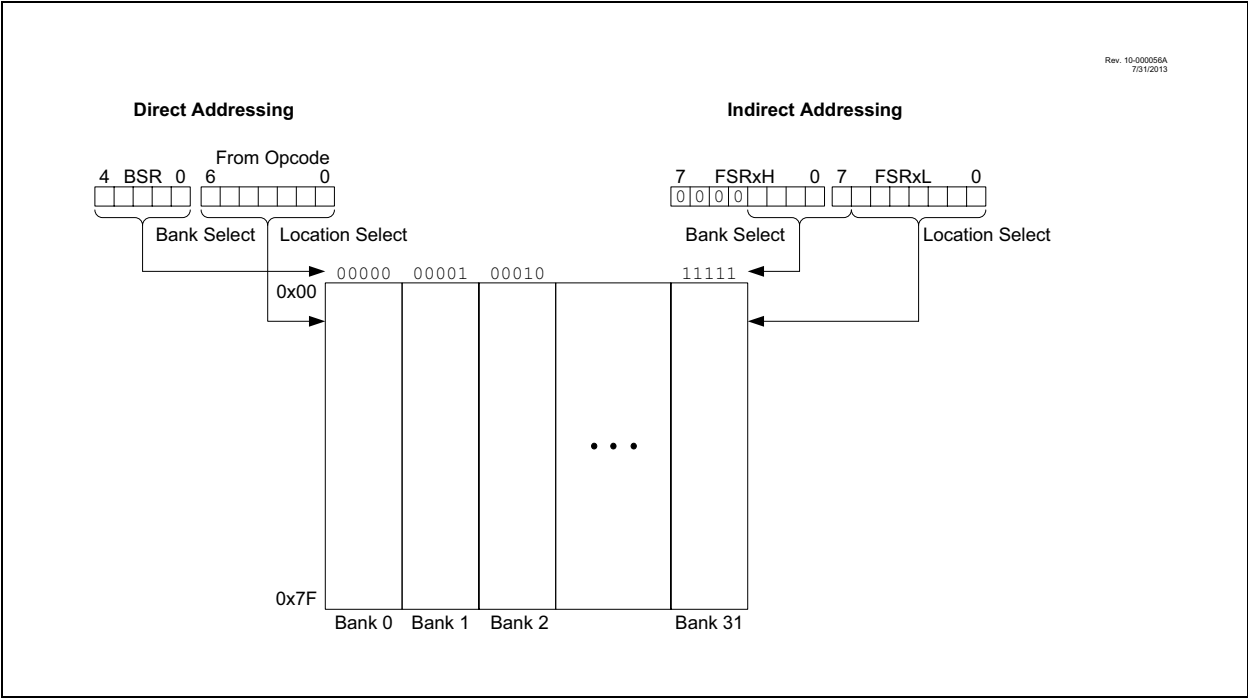 Rev. 10-000056A
7/31/2013
Direct Addressing
Indirect Addressing
From Opcode
4 BSR 0 6 0
7 FSRxH 0 7 FSRxL 0
0 0 0 0
Bank Select Location Select
Bank Select Location Select
00000 00001 00010 11111
0x00
...
0x7F
Bank 0 Bank 1 Bank 2 Bank 31